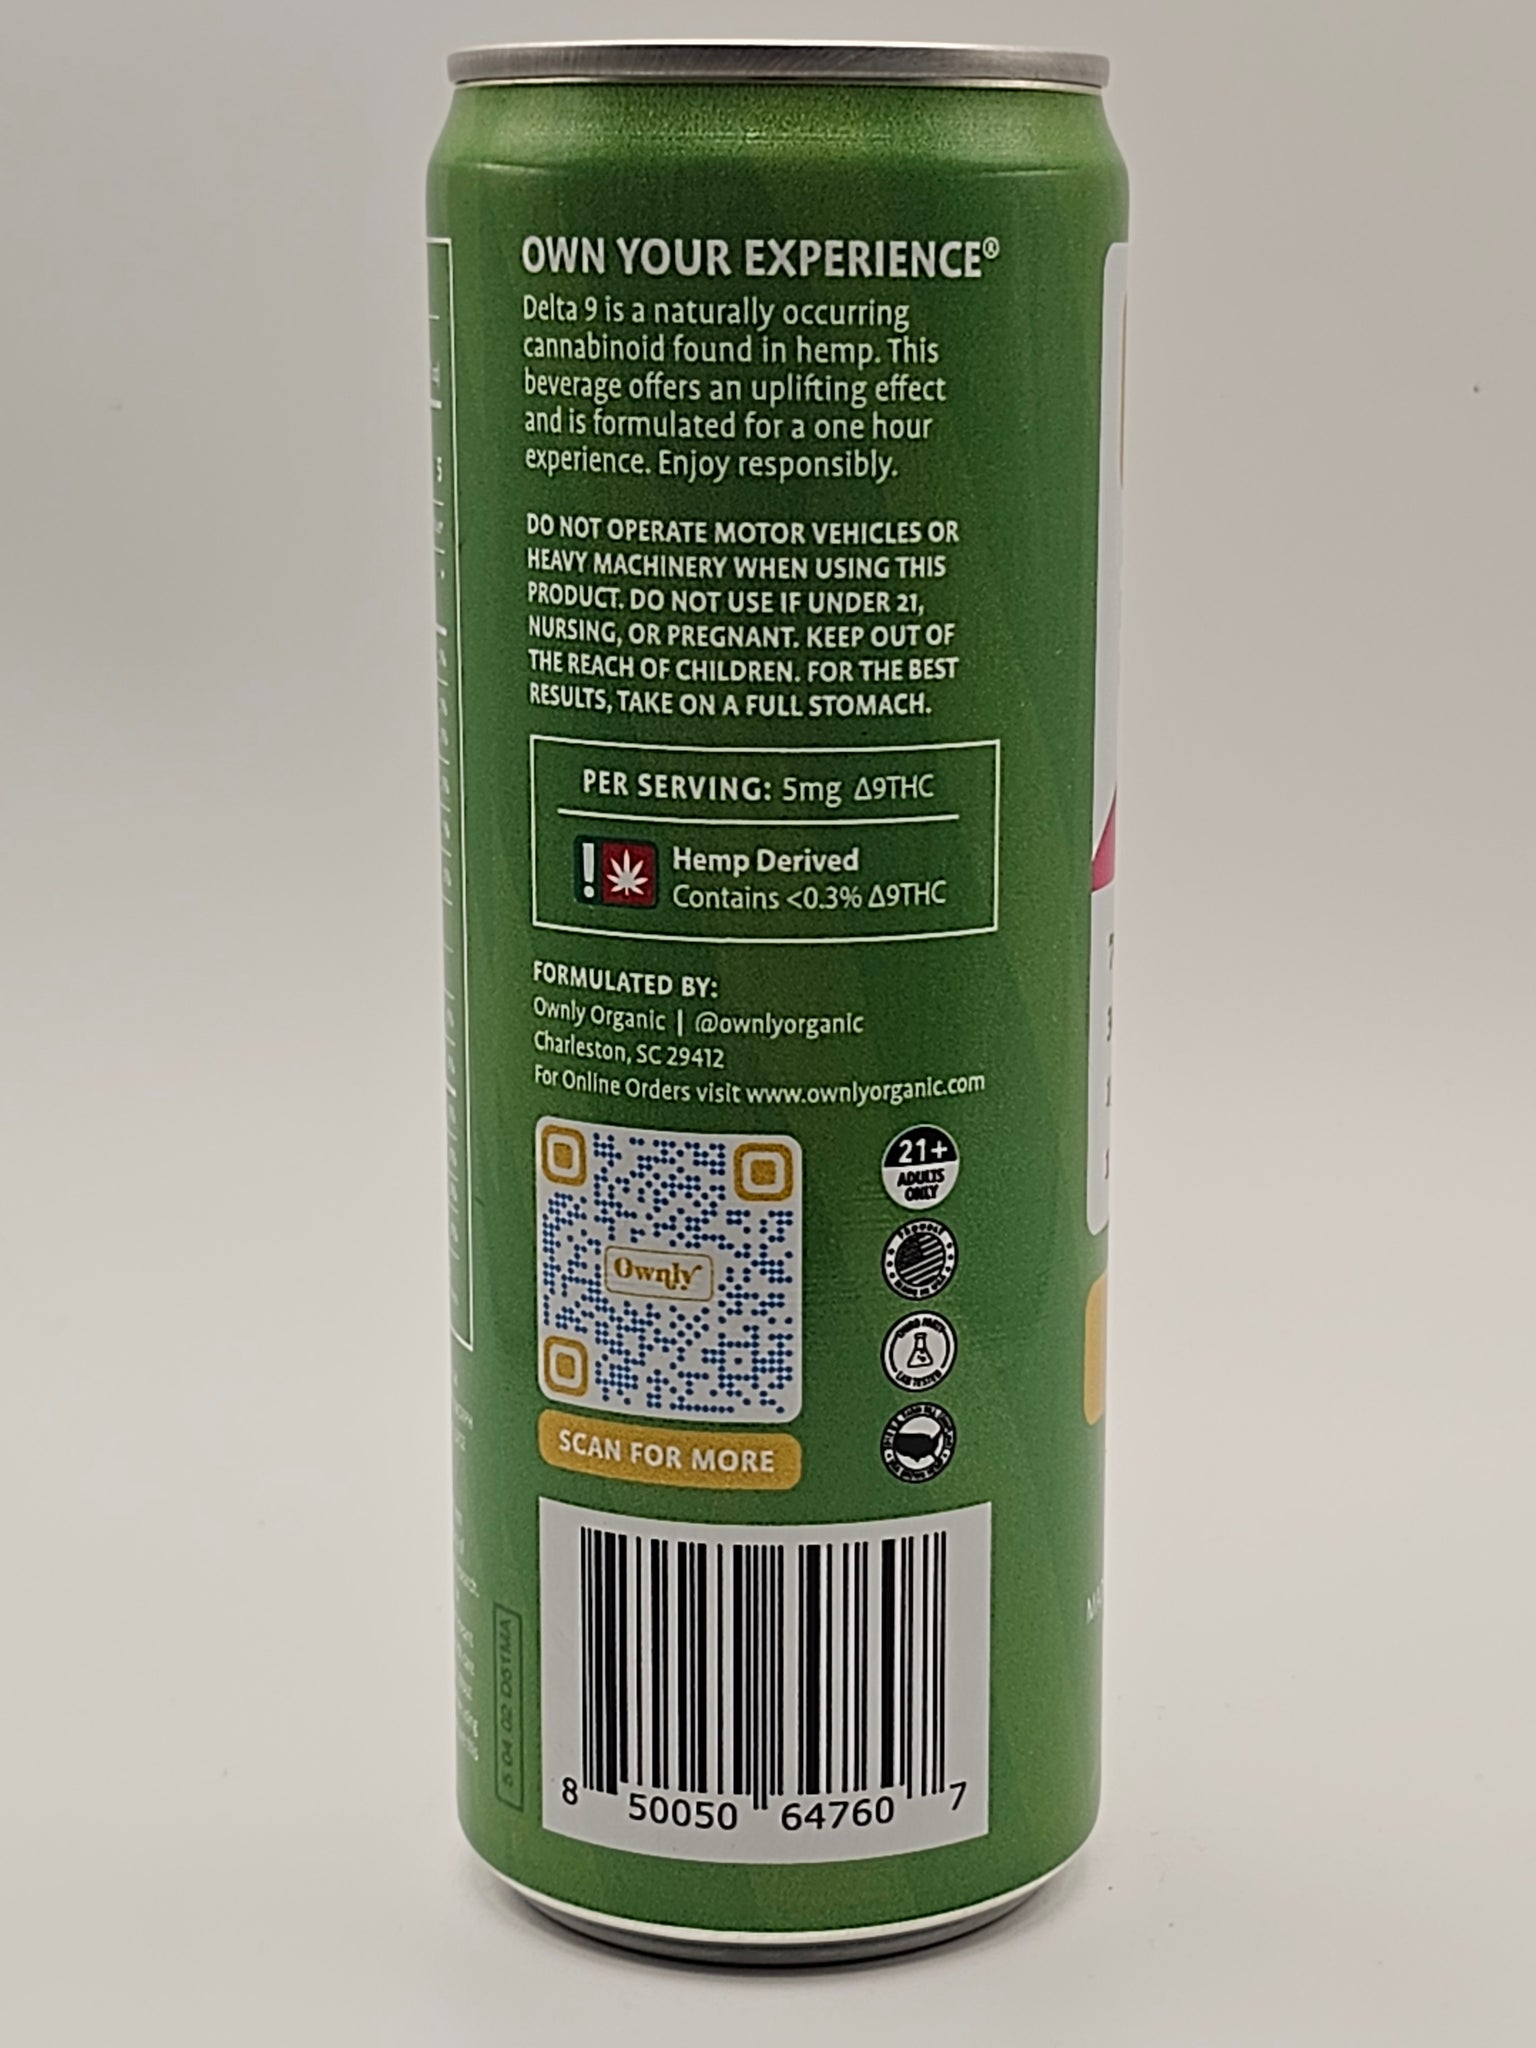 OWN YOUR EXPERIENCE®
Delta 9 is a naturally occurring
cannabinoid found in hemp. This
beverage offers an uplifting effect
and is formulated for a one hour
experience. Enjoy responsibly.
DO NOT OPERATE MOTOR VEHICLES OR
HEAVY MACHINERY WHEN USING THIS
PRODUCT. DO NOT USE IF UNDER 21,
NURSING, OR PREGNANT. KEEP OUT OF
THE REACH OF CHILDREN. FOR THE BEST
RESULTS, TAKE ON A FULL STOMACH.
PER SERVING: 5mg Δ9THC
!
Hemp Derived
Contains <0.3% Δ9THC
FORMULATED BY:
Ownly Organic | @ownlyorganic
Charleston, SC 29412
For Online Orders visit www.ownlyorganic.com
Ownly
SCAN FOR MORE
21+
ADULTS
ONLY
MADE IN USA
LAB TESTED
8 50050 64760 7